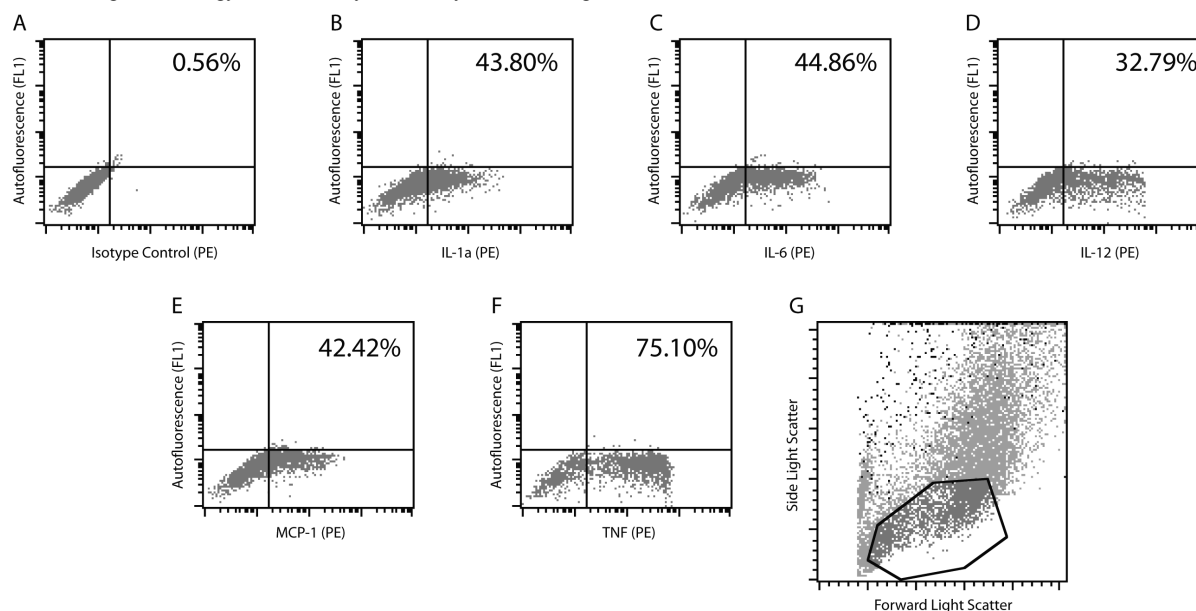 A
B
C
D
0.56%
43.80%
44.86%
32.79%
Autofluorescence (FL1)
Autofluorescence (FL1)
Autofluorescence (FL1)
Autofluorescence (FL1)
Isotype Control (PE)
IL-1a (PE)
IL-6 (PE)
IL-12 (PE)
E
F
G
42.42%
75.10%
Autofluorescence (FL1)
Autofluorescence (FL1)
Side Light Scatter
MCP-1 (PE)
TNF (PE)
Forward Light Scatter